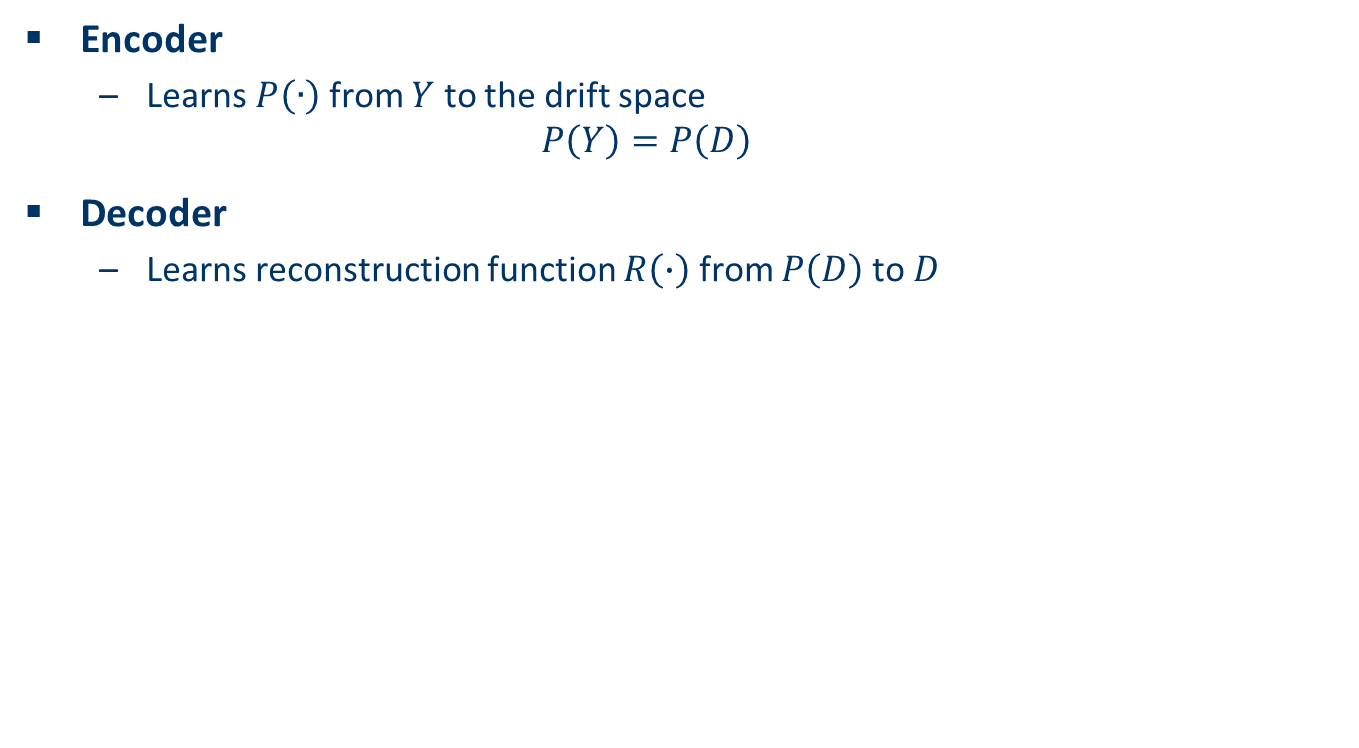 ▪ Encoder
– Learns P(·) from Y to the drift space
P(Y) = P(D)
▪ Decoder
– Learns reconstruction function R(·) from P(D) to D